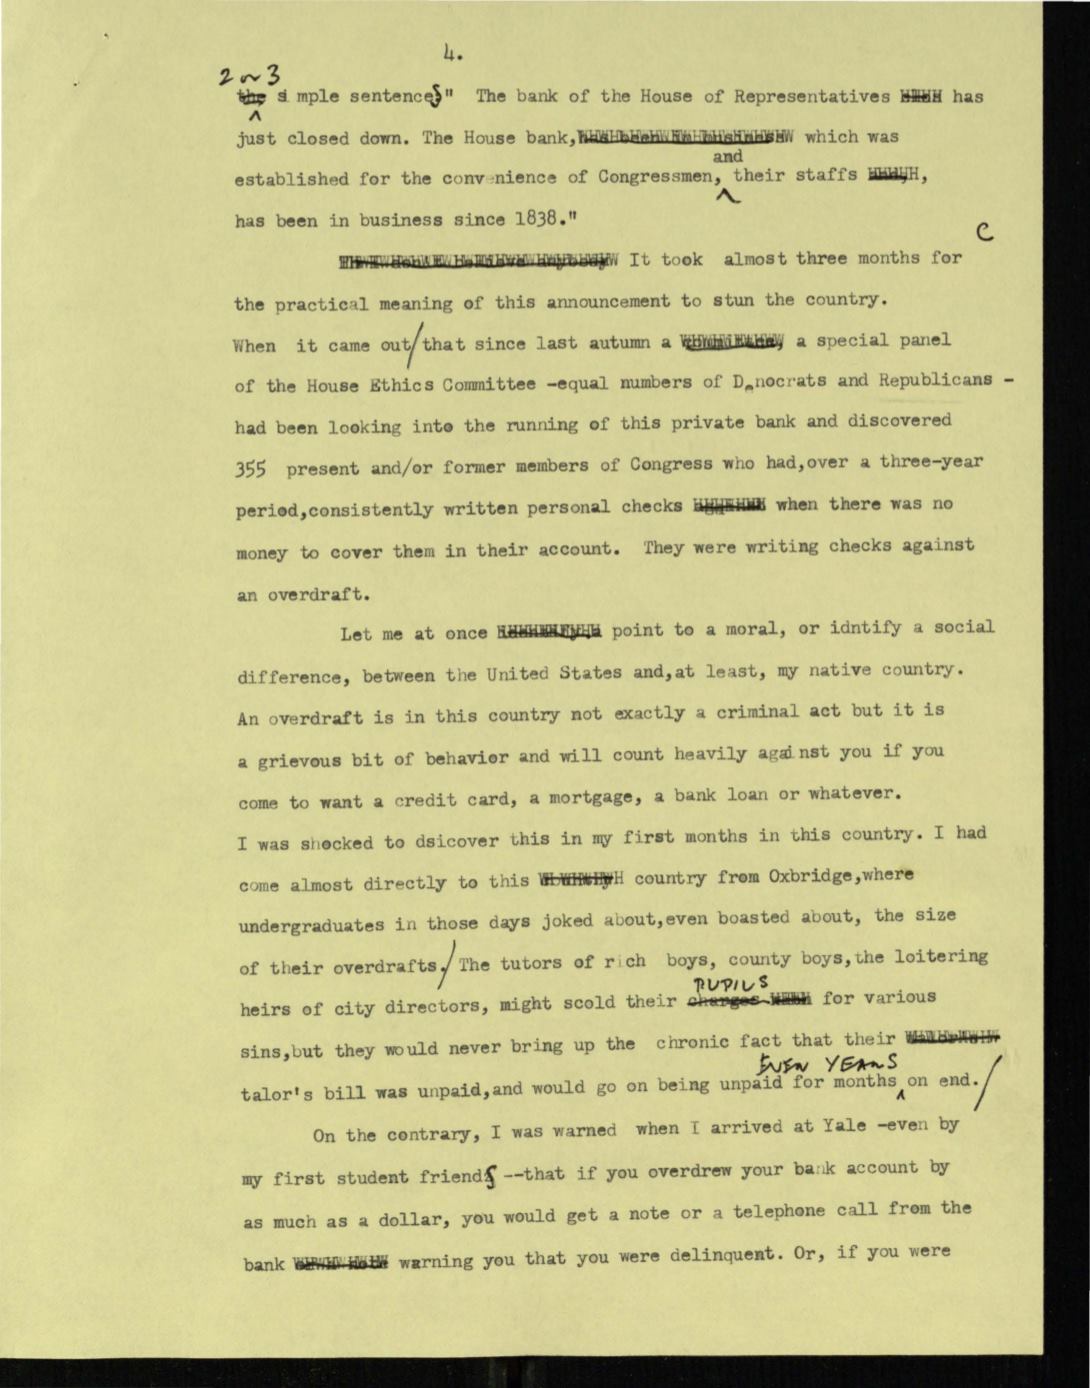 4.
2 or 3
the simple sentences" The bank of the House of Representatives has
just closed down. The House bank, which was
and
established for the convenience of Congressmen, their staffs ,
has been in business since 1838."
C
It took almost three months for
the practical meaning of this announcement to stun the country.
When it came out/that since last autumn a a special panel
of the House Ethics Committee -equal numbers of Demnocrats and Republicans -
had been looking into the running of this private bank and discovered
355 present and/or former members of Congress who had,over a three-year
period,consistently written personal checks when there was no
money to cover them in their account. They were writing checks against
an overdraft.
Let me at once point to a moral, or idntify a social
difference, between the United States and,at least, my native country.
An overdraft is in this country not exactly a criminal act but it is
a grievous bit of behavior and will count heavily against you if you
come to want a credit card, a mortgage, a bank loan or whatever.
I was shocked to dsicover this in my first months in this country. I had
come almost directly to this country from Oxbridge,where
undergraduates in those days joked about,even boasted about, the size
of their overdrafts./The tutors of rich boys, county boys,the loitering
PUPILS
heirs of city directors, might scold their charges for various
sins,but they would never bring up the chronic fact that their
EVEN YEARS
talor's bill was unpaid,and would go on being unpaid for months on end./
On the contrary, I was warned when I arrived at Yale -even by
my first student friends --that if you overdrew your bank account by
as much as a dollar, you would get a note or a telephone call from the
bank warning you that you were delinquent. Or, if you were